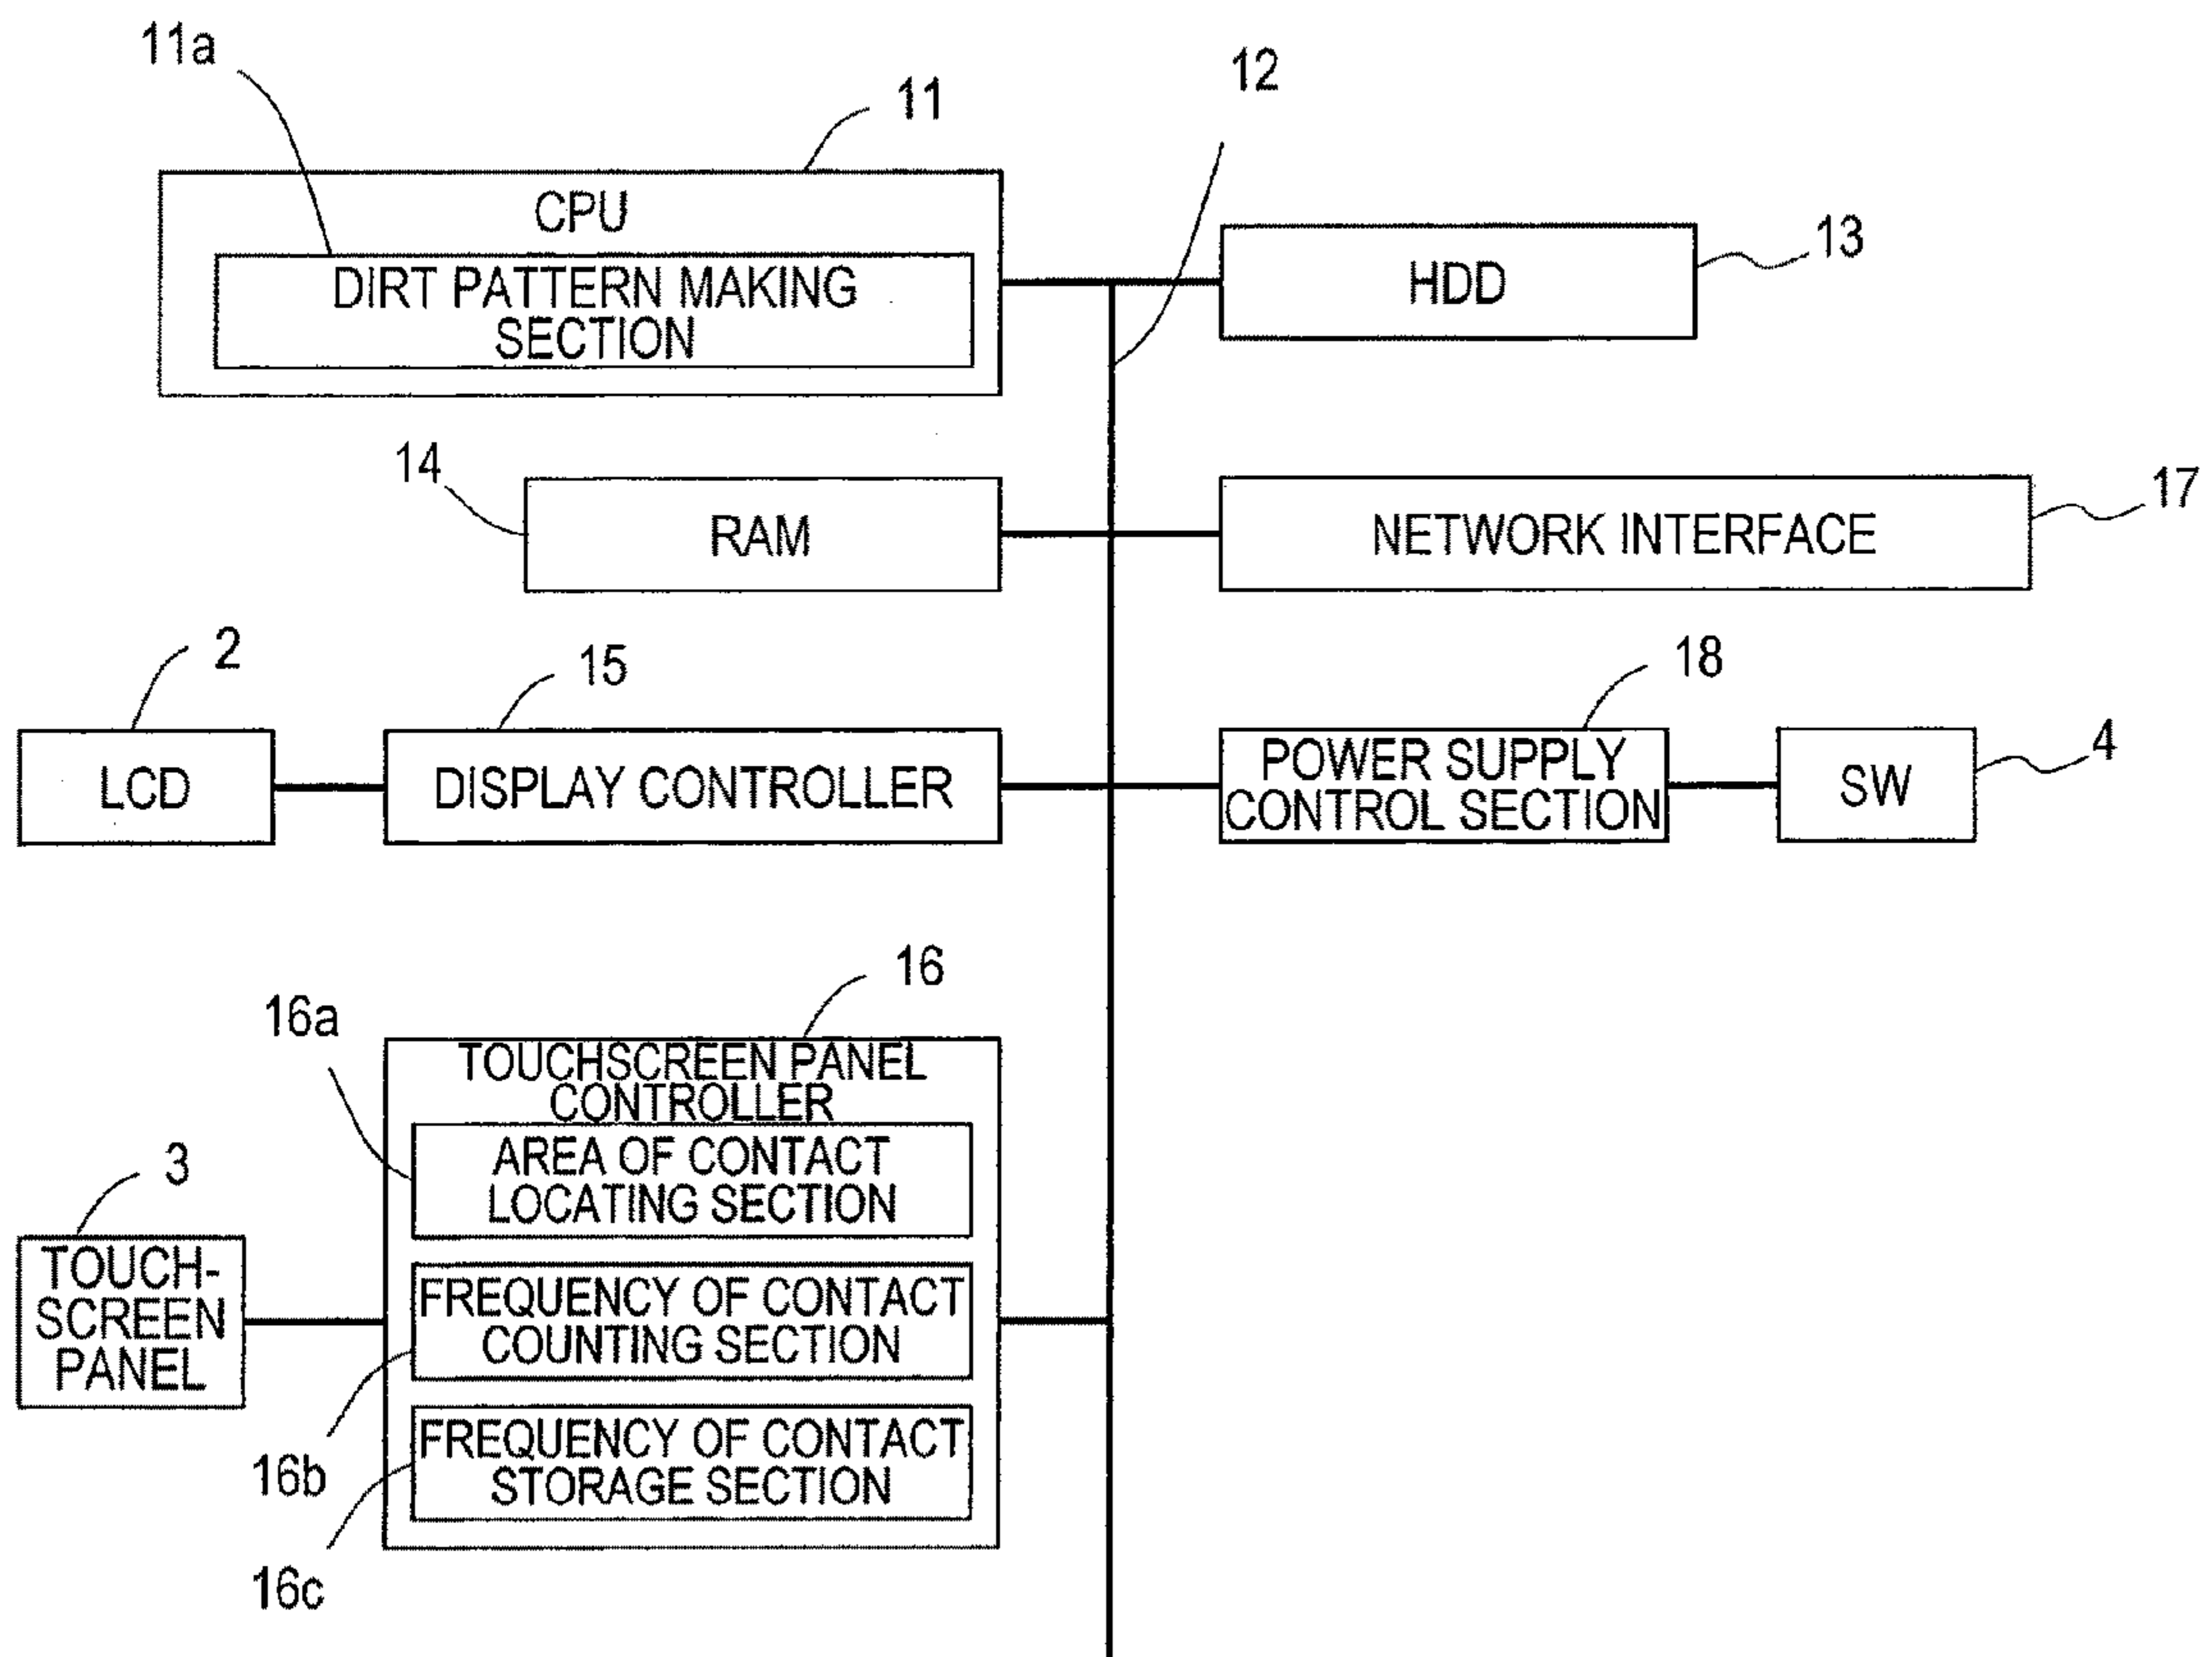 11a
11
12
CPU
DIRT PATTERN MAKING
SECTION
HDD
13
14
RAM
NETWORK INTERFACE
17
2
15
18
LCD
DISPLAY CONTROLLER
POWER SUPPLY
CONTROL SECTION
SW
4
16
16a
TOUCHSCREEN PANEL
CONTROLLER
AREA OF CONTACT
LOCATING SECTION
3
TOUCH-
SCREEN
PANEL
FREQUENCY OF CONTACT
COUNTING SECTION
16b
FREQUENCY OF CONTACT
STORAGE SECTION
16c